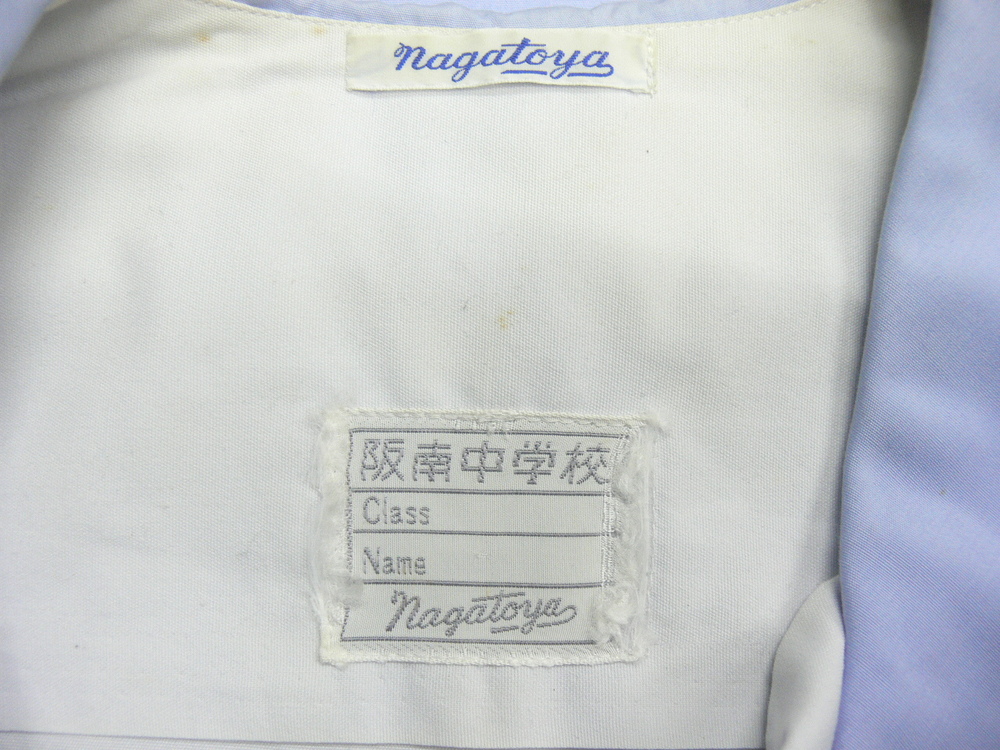 Nagatoya
阪南中学校
Class
Name
Nagatoya